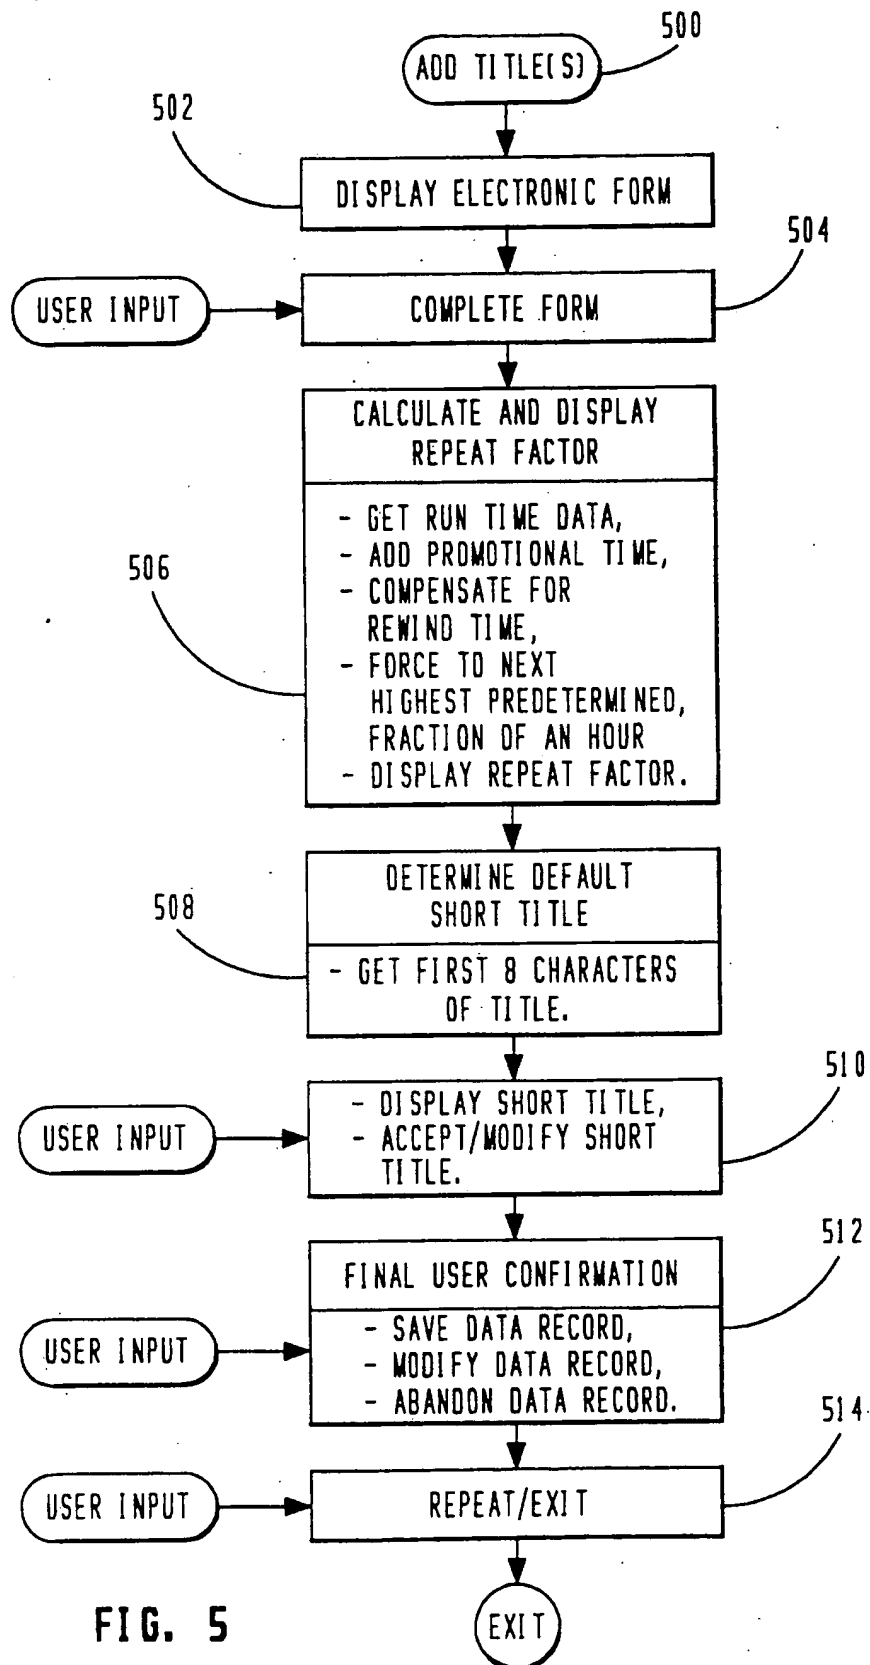 500
ADD TITLE(S)
502
DISPLAY ELECTRONIC FORM
504
USER INPUT
COMPLETE FORM
CALCULATE AND DISPLAY
REPEAT FACTOR
- GET RUN TIME DATA,
- ADD PROMOTIONAL TIME,
- COMPENSATE FOR
REWIND TIME,
- FORCE TO NEXT
HIGHEST PREDETERMINED,
FRACTION OF AN HOUR
- DISPLAY REPEAT FACTOR.
506
DETERMINE DEFAULT
SHORT TITLE
508
- GET FIRST 8 CHARACTERS
OF TITLE.
510
USER INPUT
- DISPLAY SHORT TITLE,
- ACCEPT/MODIFY SHORT
TITLE.
512
FINAL USER CONFIRMATION
USER INPUT
- SAVE DATA RECORD,
- MODIFY DATA RECORD,
- ABANDON DATA RECORD.
514
USER INPUT
REPEAT/EXIT
EXIT
FIG. 5